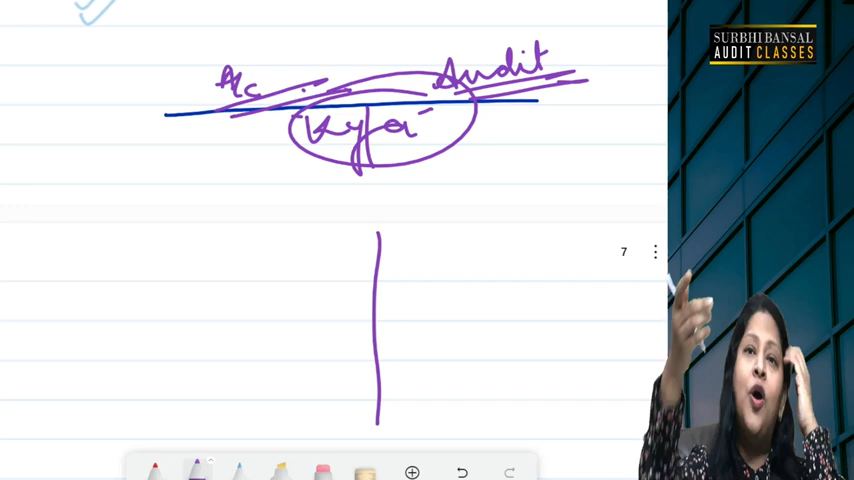 SURBHI BANSAL
AUDIT CLASSES
A/c Audit
Kya
7